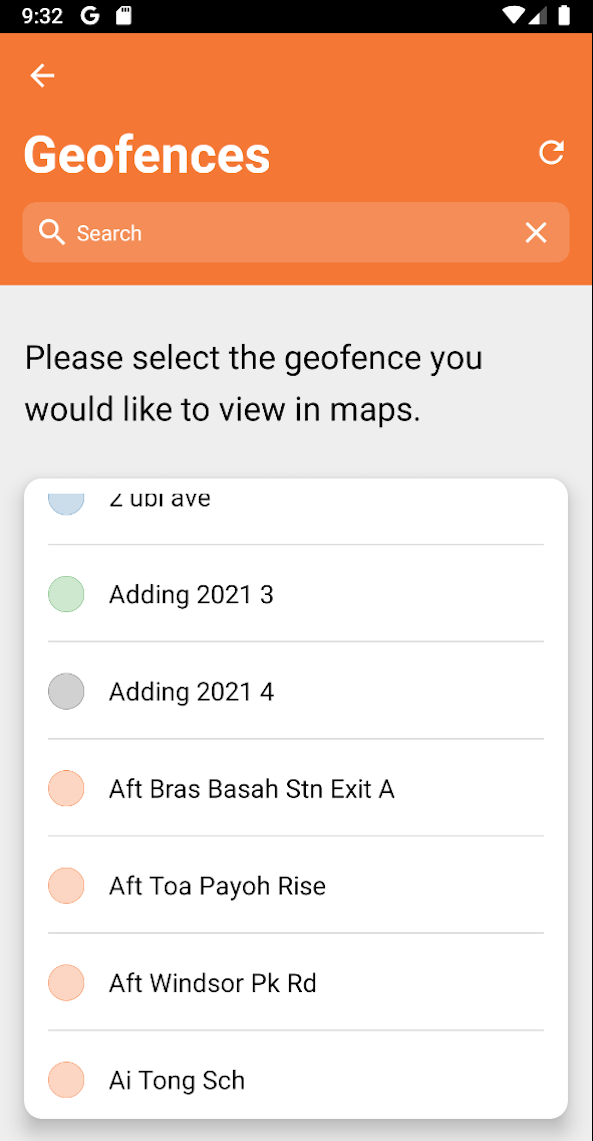 9:32
Geofences
Search
Please select the geofence you
would like to view in maps.
2 ubi ave
Adding 2021 3
Adding 2021 4
Aft Bras Basah Stn Exit A
Aft Toa Payoh Rise
Aft Windsor Pk Rd
Ai Tong Sch